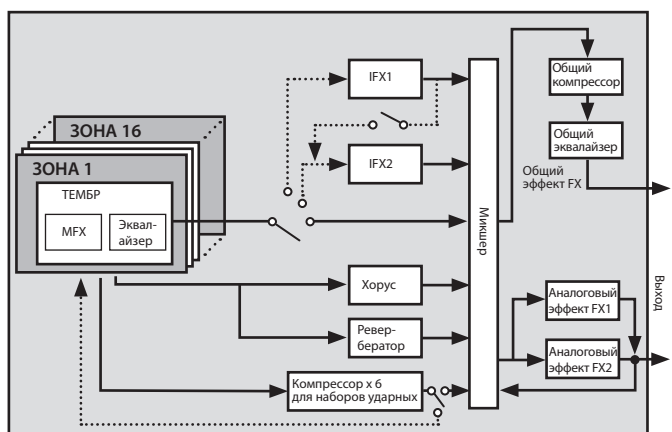 ЗОНА 16
ЗОНА 1
ТЕМБР
MFX
Эквал-
айзер
IFX1
IFX2
Хорус
Ревер-
бератор
Компрессор x 6
для наборов ударных
Микшер
Общий
компрессор
Общий
эквалайзер
Общий
эффект FX
Аналоговый
эффект FX1
Аналоговый
эффект FX2
Выход